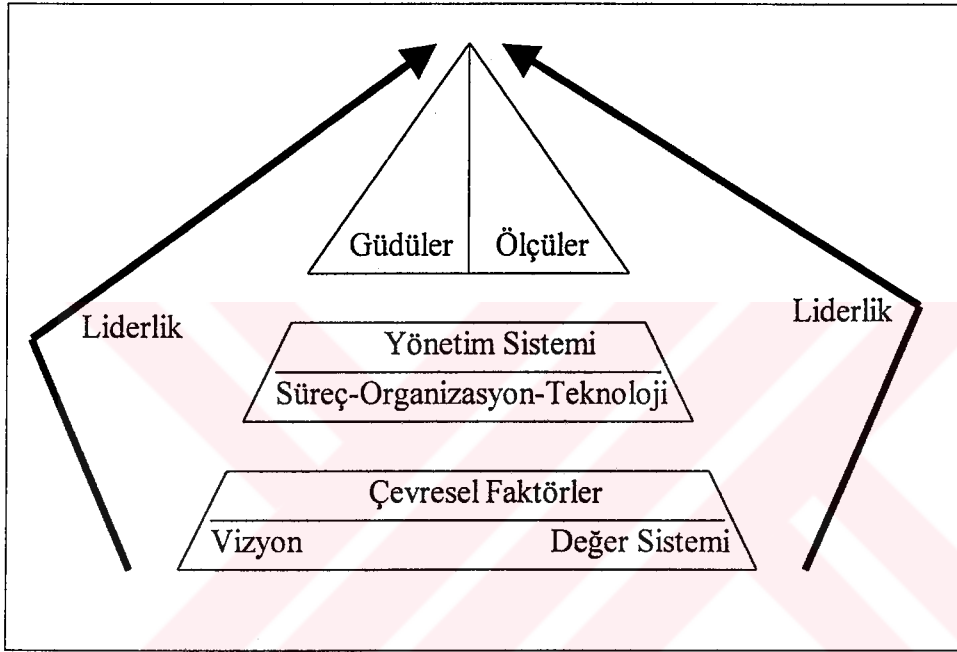 Güdüler Ölçüler
Liderlik Liderlik
Yönetim Sistemi
Süreç-Organizasyon-Teknoloji
Çevresel Faktörler
Vizyon Değer Sistemi